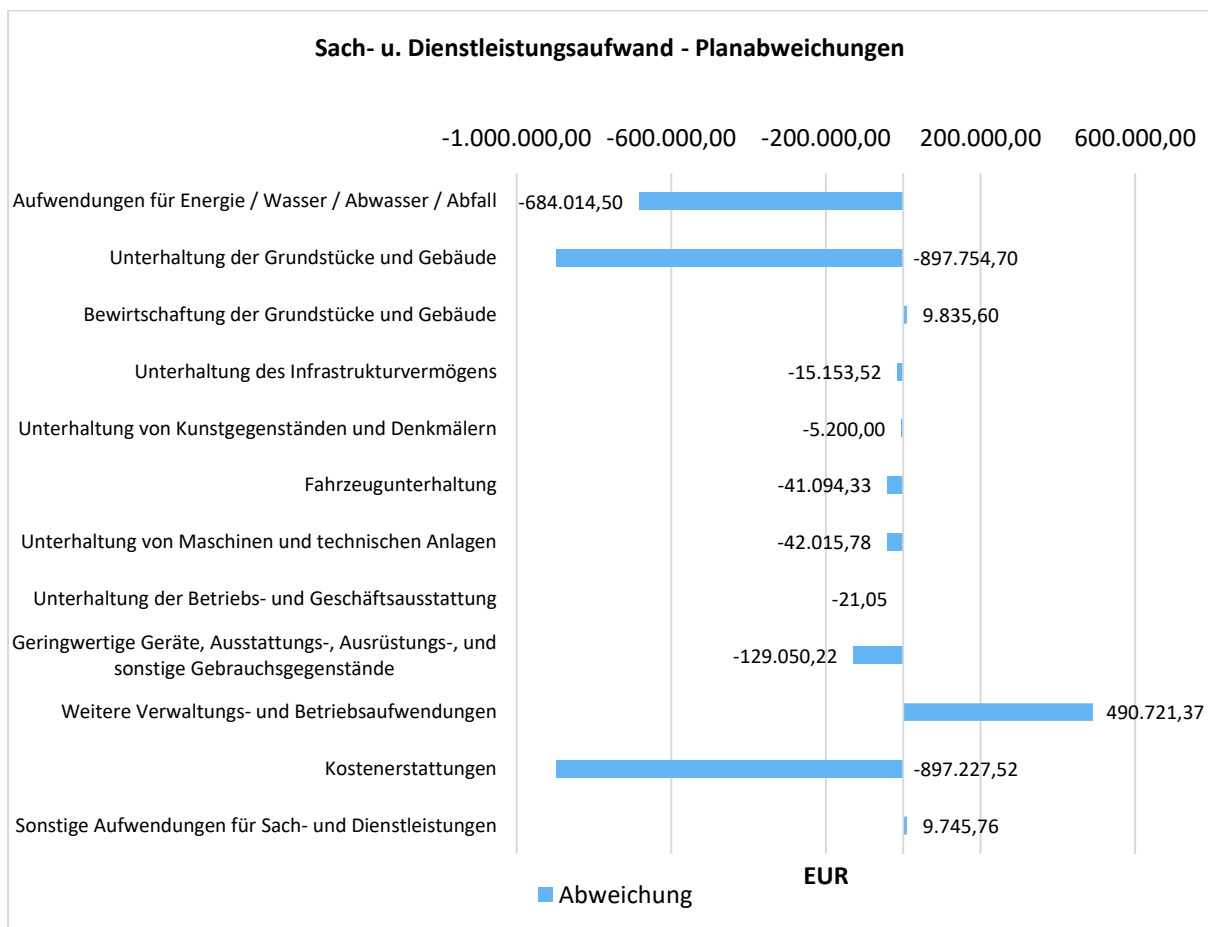 Sach- u. Dienstleistungsaufwand - Planabweichungen
-1.000.000,00 -600.000,00 -200.000,00 200.000,00 600.000,00
Aufwendungen für Energie / Wasser / Abwasser / Abfall -684.014,50
Unterhaltung der Grundstücke und Gebäude -897.754,70
Bewirtschaftung der Grundstücke und Gebäude 9.835,60
Unterhaltung des Infrastrukturvermögens -15.153,52
Unterhaltung von Kunstgegenständen und Denkmälern -5.200,00
Fahrzeugunterhaltung -41.094,33
Unterhaltung von Maschinen und technischen Anlagen -42.015,78
Unterhaltung der Betriebs- und Geschäftsausstattung -21,05
Geringwertige Geräte, Ausstattungs-, Ausrüstungs-, und
sonstige Gebrauchsgegenstände -129.050,22
Weitere Verwaltungs- und Betriebsaufwendungen 490.721,37
Kostenerstattungen -897.227,52
Sonstige Aufwendungen für Sach- und Dienstleistungen 9.745,76
EUR
Abweichung